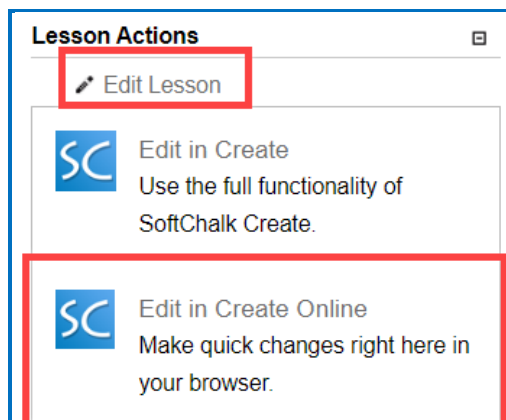 Lesson Actions
Edit Lesson
SC
Edit in Create
Use the full functionality of
SoftChalk Create.
SC
Edit in Create Online
Make quick changes right here in
your browser.